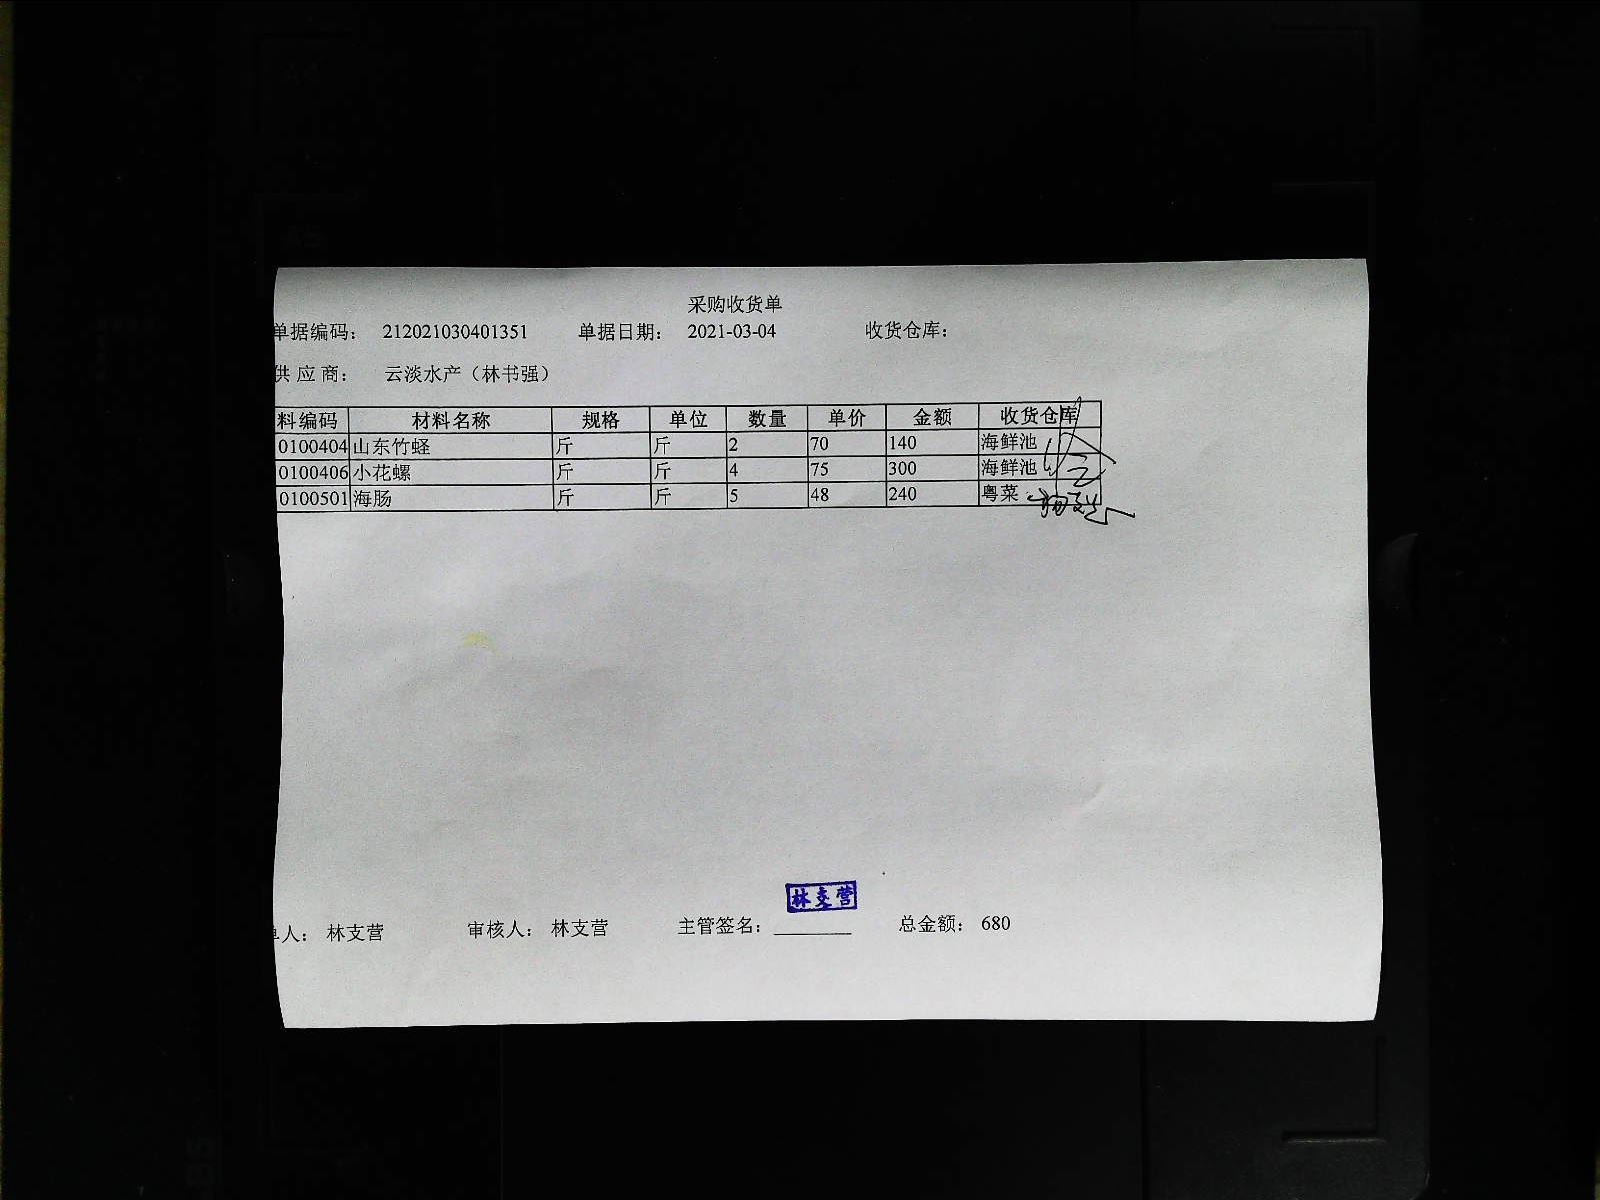 采购收货单
单据编码： 212021030401351 单据日期： 2021-03-04 收货仓库：
供应商： 云淡水产（林书强）
料编码 材料名称 规格 单位 数量 单价 金额 收货仓库
0100404 山东竹蛏 斤 斤 2 70 140 海鲜池
0100406 小花螺 斤 斤 4 75 300 海鲜池
0100501 海肠 斤 斤 5 48 240 粤菜
林支营
单人： 林支营 审核人： 林支营 主管签名： 总金额： 680